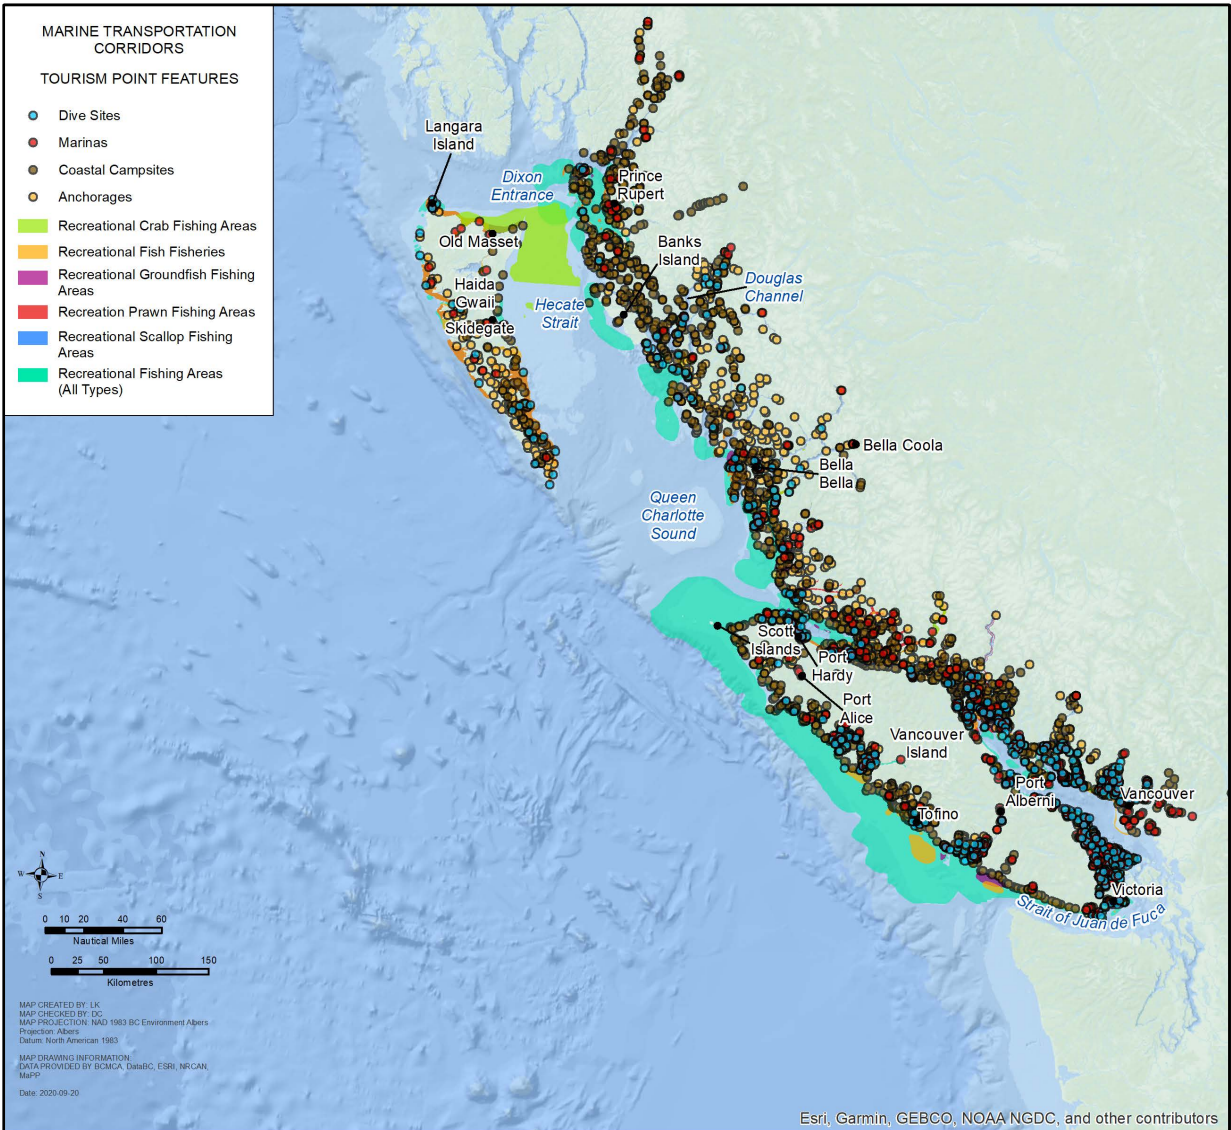 MARINE TRANSPORTATION
CORRIDORS
TOURISM POINT FEATURES
Dive Sites
Marinas
Coastal Campsites
Anchorages
Recreational Crab Fishing Areas
Recreational Fish Fisheries
Recreational Groundfish Fishing
Areas
Recreation Prawn Fishing Areas
Recreational Scallop Fishing
Areas
Recreational Fishing Areas
(All Types)
Langara
Island
Dixon
Entrance
Prince
Rupert
Old Masset
Banks
Island
Douglas
Channel
Haida
Gwaii
Hecate
Strait
Skidegate
Bella Coola
Bella
Bella
Queen
Charlotte
Sound
Scott
Islands
Port
Hardy
Port
Alice
Vancouver
Island
Port
Alberni
Vancouver
Tofino
Victoria
Strait of Juan de Fuca
N
W
E
S
0 10 20 40 60
Nautical Miles
0 25 50 100 150
Kilometres
MAP CREATED BY: LK
MAP CHECKED BY: DC
MAP PROJECTION: NAD 1983 BC Environment Albers
Projection: Albers
Datum: North American 1983
MAP DRAWING INFORMATION:
DATA PROVIDED BY BCMCA, DataBC, ESRI, NRCAN,
MaPP
Date: 2020-09-20
Esri, Garmin, GEBCO, NOAA NGDC, and other contributors